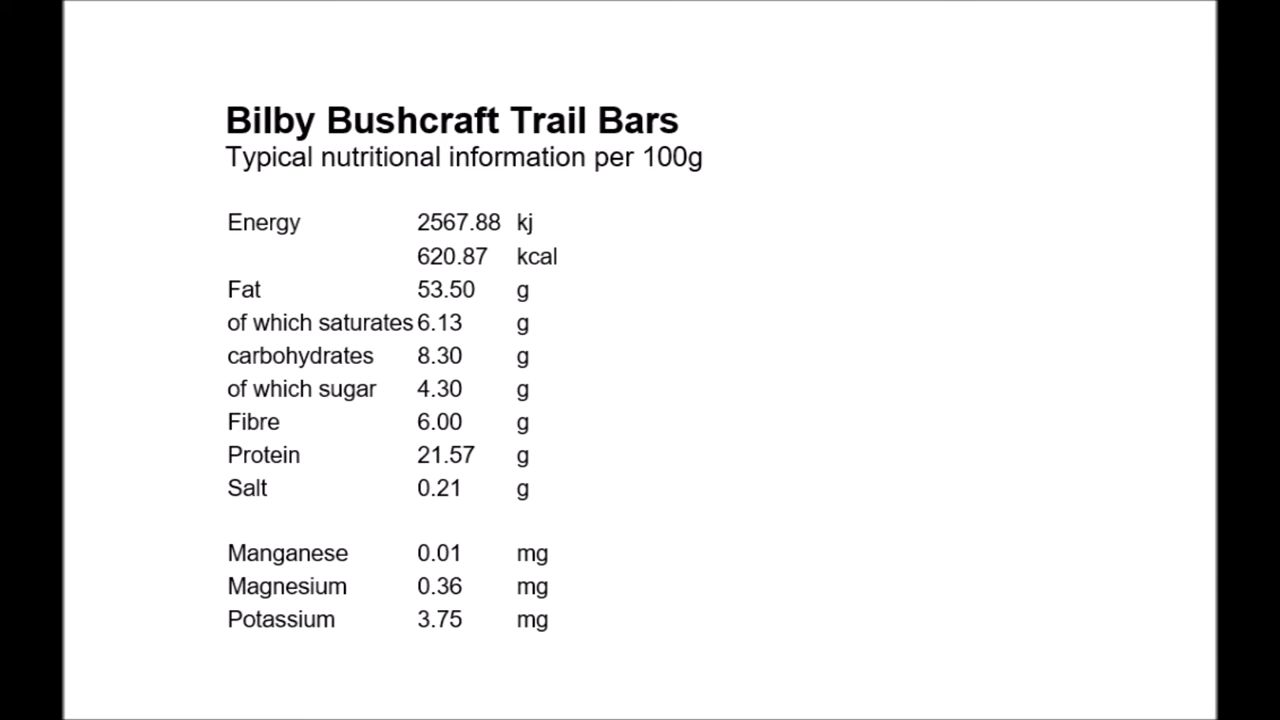 Bilby Bushcraft Trail Bars
Typical nutritional information per 100g
Energy 2567.88 kj
620.87 kcal
Fat 53.50 g
of which saturates 6.13 g
carbohydrates 8.30 g
of which sugar 4.30 g
Fibre 6.00 g
Protein 21.57 g
Salt 0.21 g
Manganese 0.01 mg
Magnesium 0.36 mg
Potassium 3.75 mg